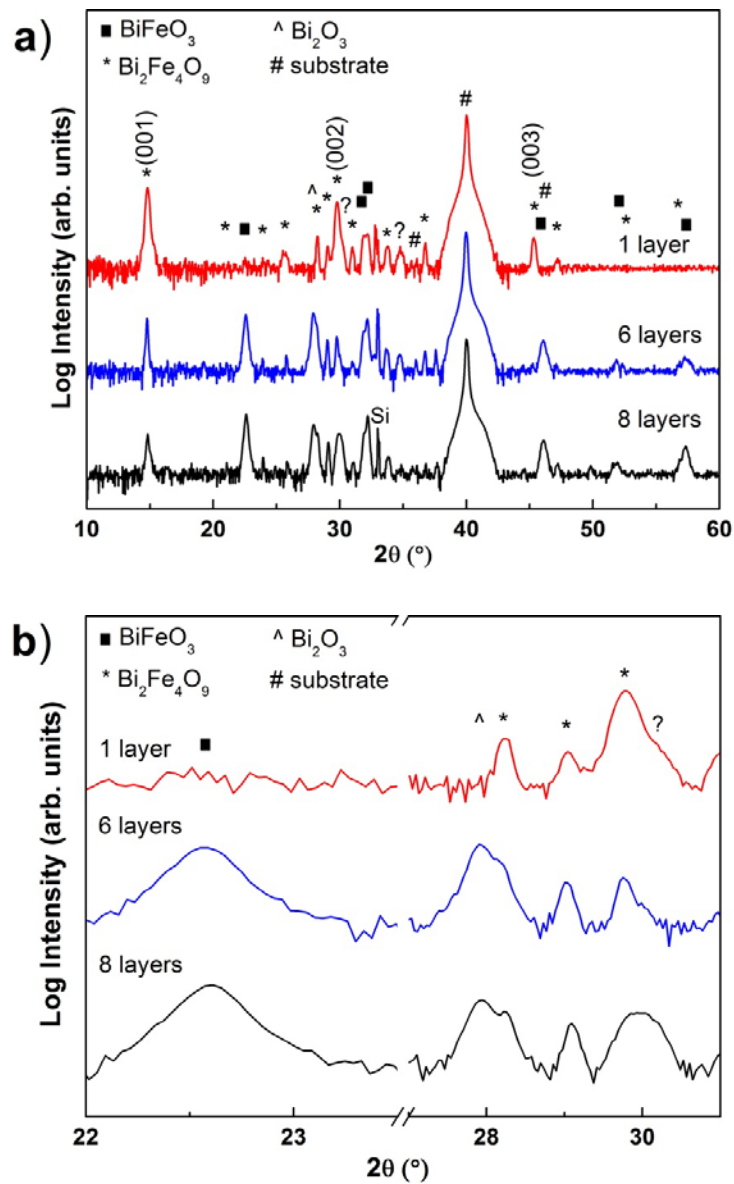 a)
■ BiFeO₃ ^ Bi₂O₃
* Bi₂Fe₄O₉ # substrate
#
*(001)
*(002)
(003)
^
*
*
?
■
■
* ■ * * * * ? # * * ■ # * ■ * * ■
1 layer
6 layers
8 layers
Si
Log Intensity (arb. units)
10 20 30 40 50 60
2θ (°)
b)
■ BiFeO₃ ^ Bi₂O₃
* Bi₂Fe₄O₉ # substrate
1 layer ■ ^ * * * ?
6 layers
8 layers
Log Intensity (arb. units)
22 23 28 30
2θ (°)